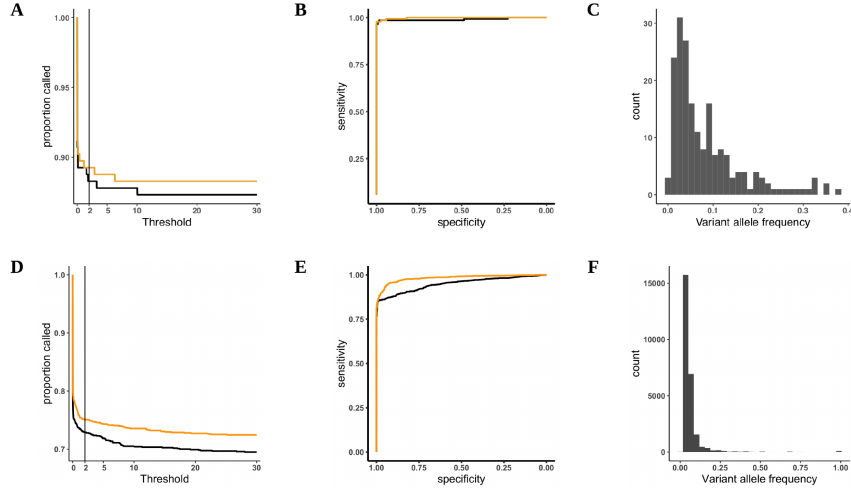 A
B
C
proportion called
1.00
0.95
0.90
0 2 5 10 20 30
Threshold
sensitivity
1.00
0.75
0.50
0.25
1.00 0.75 0.50 0.25 0.00
specificity
count
30
20
10
0
0.0 0.1 0.2 0.3 0.4
Variant allele frequency
D
E
F
proportion called
1.0
0.9
0.8
0.7
0 2 5 10 20 30
Threshold
sensitivity
1.00
0.75
0.50
0.25
0.00
1.00 0.75 0.50 0.25 0.00
specificity
count
15000
10000
5000
0
0.00 0.25 0.50 0.75 1.00
Variant allele frequency